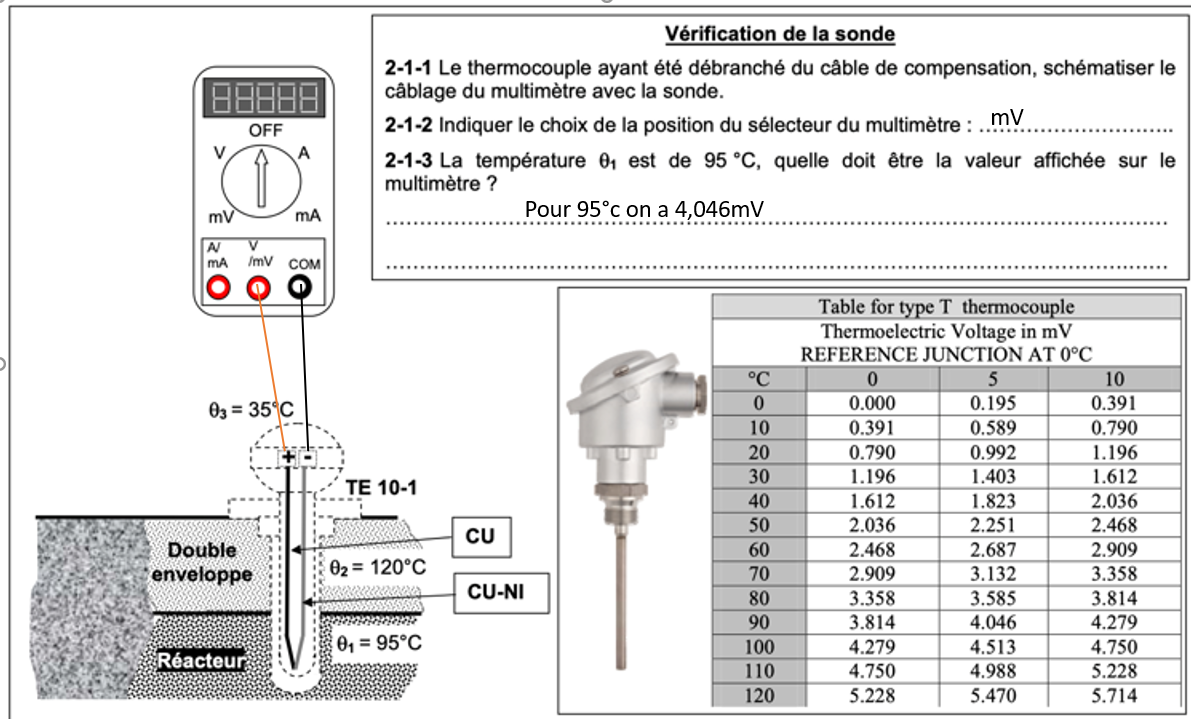 Vérification de la sonde
2-1-1 Le thermocouple ayant été débranché du câble de compensation, schématiser le
câblage du multimètre avec la sonde.
2-1-2 Indiquer le choix de la position du sélecteur du multimètre : ...mV.........................
2-1-3 La température θ₁ est de 95 °C, quelle doit être la valeur affichée sur le
multimètre ?
Pour 95°c on a 4,046mV
OFF
V A
mV mA
A/ V
mA /mV COM
θ₃ = 35°C
+ -
TE 10-1
CU
Double
enveloppe
θ₂ = 120°C
CU-NI
θ₁ = 95°C
Réacteur
Table for type T thermocouple
Thermoelectric Voltage in mV
REFERENCE JUNCTION AT 0°C
°C 0 5 10
0 0.000 0.195 0.391
10 0.391 0.589 0.790
20 0.790 0.992 1.196
30 1.196 1.403 1.612
40 1.612 1.823 2.036
50 2.036 2.251 2.468
60 2.468 2.687 2.909
70 2.909 3.132 3.358
80 3.358 3.585 3.814
90 3.814 4.046 4.279
100 4.279 4.513 4.750
110 4.750 4.988 5.228
120 5.228 5.470 5.714